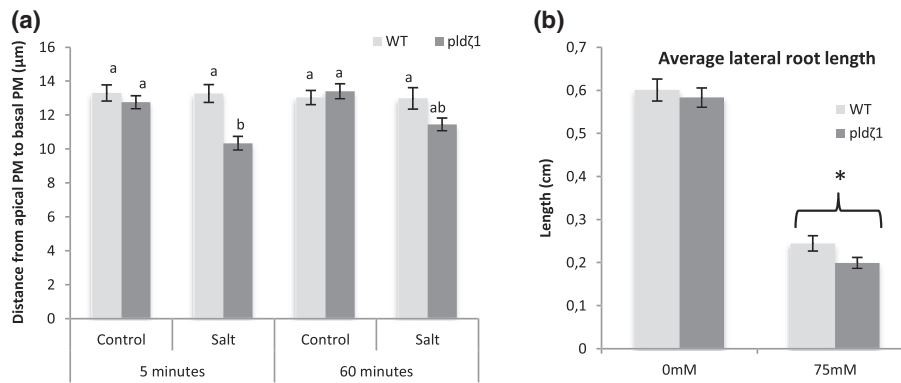 (a)
WT
pldζ1
Distance from apical PM to basal PM (μm)
16
14
12
10
8
6
4
2
0
a
a
a
b
a
a
a
ab
Control
Salt
Control
Salt
5 minutes
60 minutes
(b)
Average lateral root length
WT
pldζ1
Length (cm)
0,7
0,6
0,5
0,4
0,3
0,2
0,1
0
*
0mM
75mM